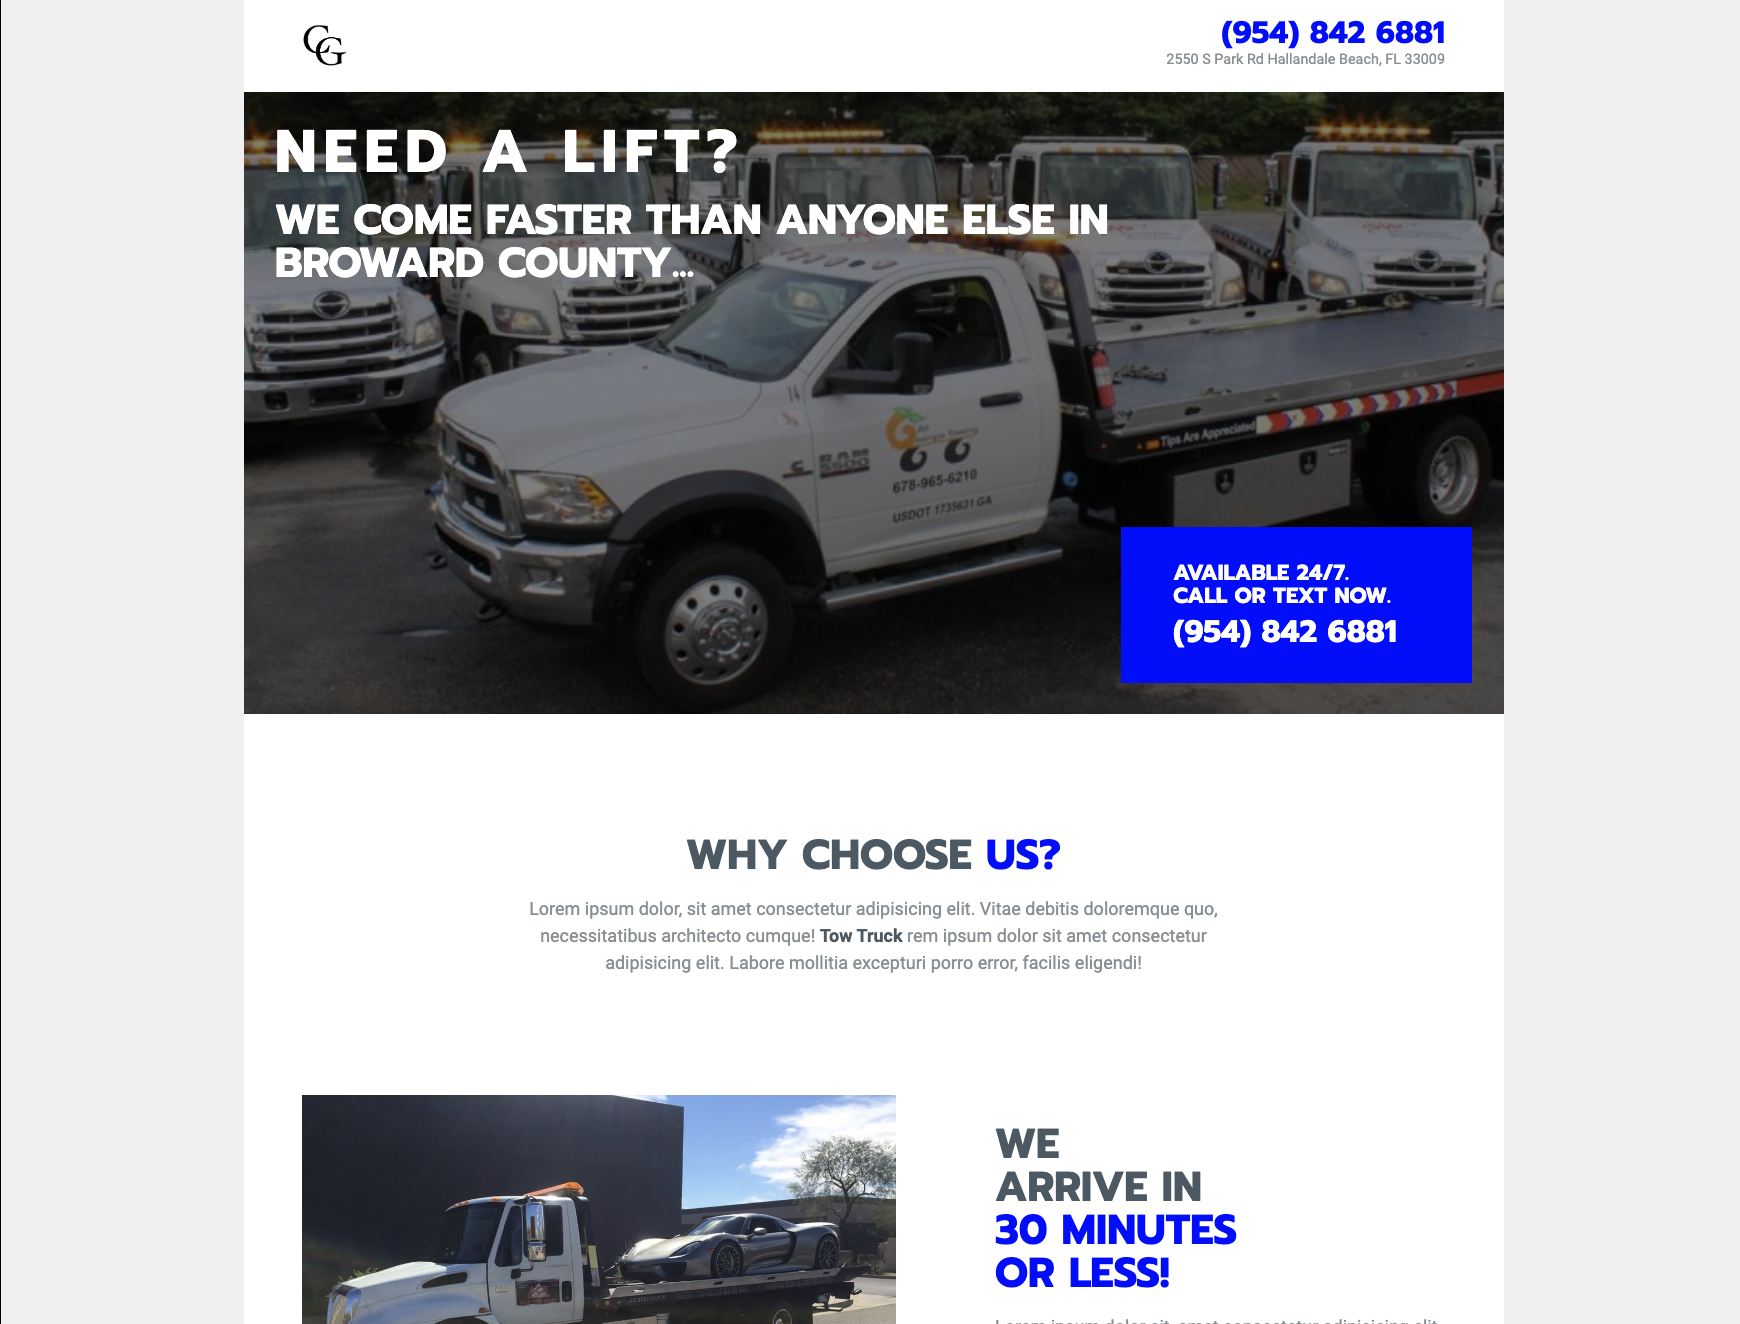 CG
(954) 842 6881
2550 S Park Rd Hallandale Beach, FL 33009
NEED A LIFT?
WE COME FASTER THAN ANYONE ELSE IN
BROWARD COUNTY...
14
RAM
5500
678-965-6210
USDOT 1735631 GA
Tips Are Appreciated
AVAILABLE 24/7.
CALL OR TEXT NOW.
(954) 842 6881
WHY CHOOSE US?
Lorem ipsum dolor, sit amet consectetur adipisicing elit. Vitae debitis doloremque quo,
necessitatibus architecto cumque! Tow Truck rem ipsum dolor sit amet consectetur
adipisicing elit. Labore mollitia excepturi porro error, facilis eligendi!
WE
ARRIVE IN
30 MINUTES
OR LESS!